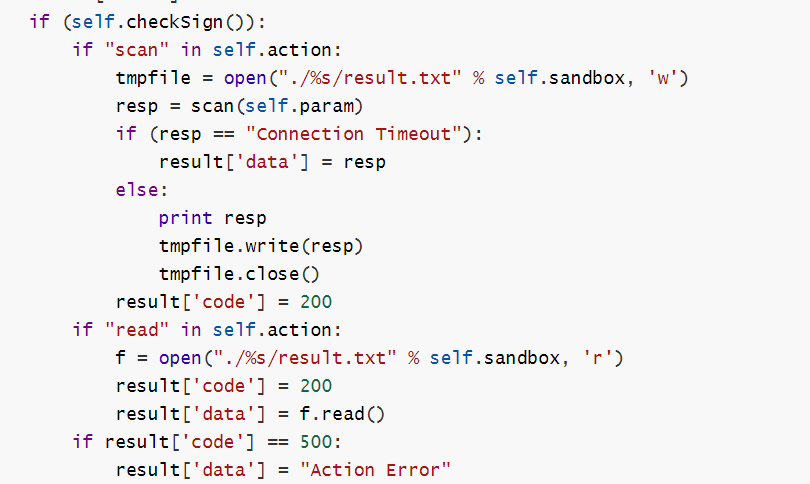 if (self.checkSign()):
    if "scan" in self.action:
        tmpfile = open("./%s/result.txt" % self.sandbox, 'w')
        resp = scan(self.param)
        if (resp == "Connection Timeout"):
            result['data'] = resp
        else:
            print resp
            tmpfile.write(resp)
            tmpfile.close()
        result['code'] = 200
    if "read" in self.action:
        f = open("./%s/result.txt" % self.sandbox, 'r')
        result['code'] = 200
        result['data'] = f.read()
    if result['code'] == 500:
        result['data'] = "Action Error"